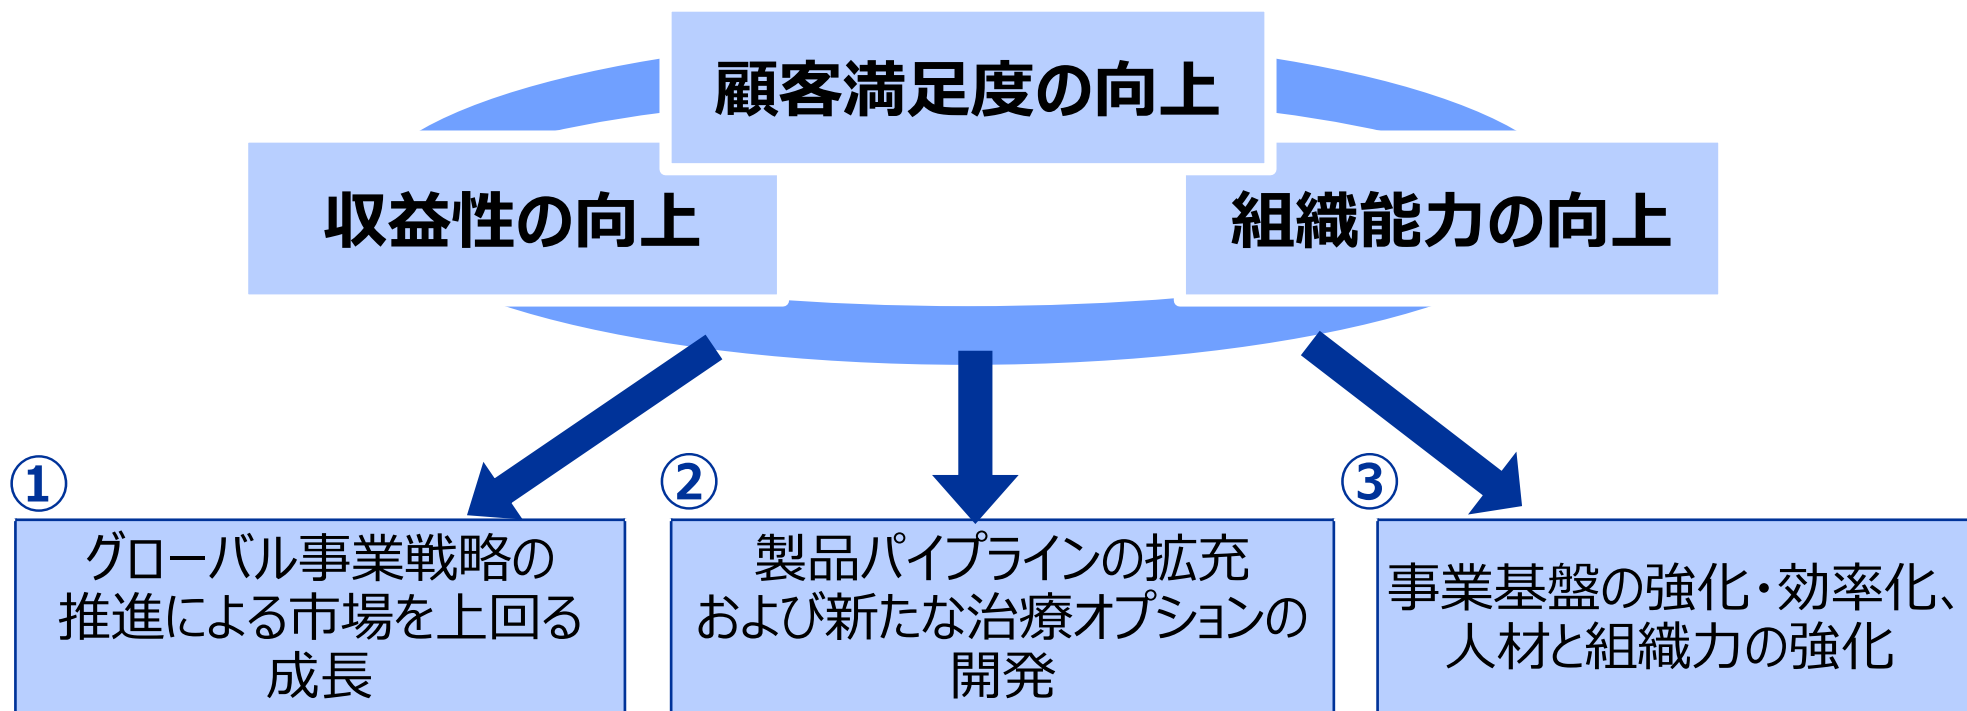 顧客満足度の向上
収益性の向上
組織能力の向上
①
グローバル事業戦略の
推進による市場を上回る
成長
②
製品パイプラインの拡充
および新たな治療オプションの
開発
③
事業基盤の強化・効率化、
人材と組織力の強化